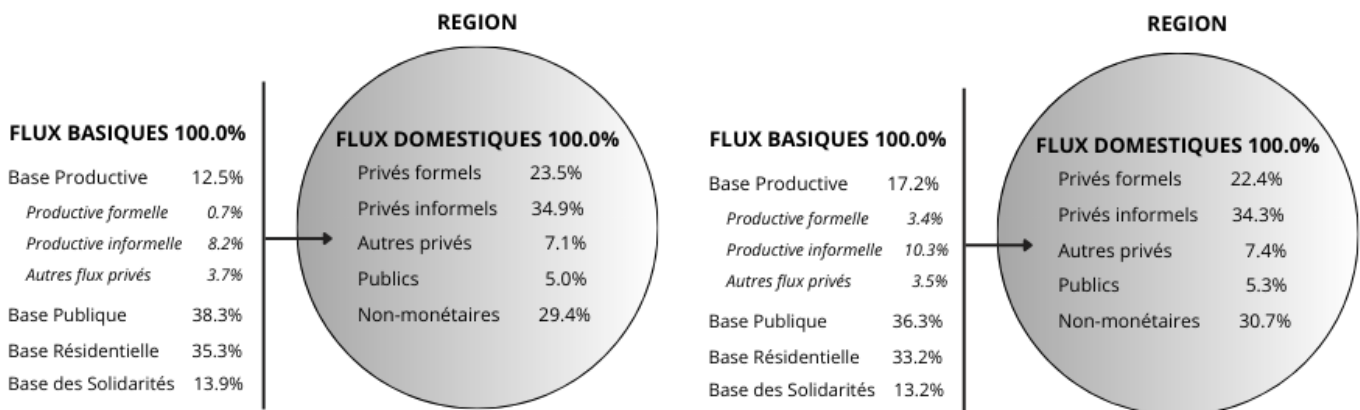 REGION
FLUX BASIQUES 100.0%
Base Productive 12.5%
Productive formelle 0.7%
Productive informelle 8.2%
Autres flux privés 3.7%
Base Publique 38.3%
Base Résidentielle 35.3%
Base des Solidarités 13.9%
FLUX DOMESTIQUES 100.0%
Privés formels 23.5%
Privés informels 34.9%
Autres privés 7.1%
Publics 5.0%
Non-monétaires 29.4%
REGION
FLUX BASIQUES 100.0%
Base Productive 17.2%
Productive formelle 3.4%
Productive informelle 10.3%
Autres flux privés 3.5%
Base Publique 36.3%
Base Résidentielle 33.2%
Base des Solidarités 13.2%
FLUX DOMESTIQUES 100.0%
Privés formels 22.4%
Privés informels 34.3%
Autres privés 7.4%
Publics 5.3%
Non-monétaires 30.7%